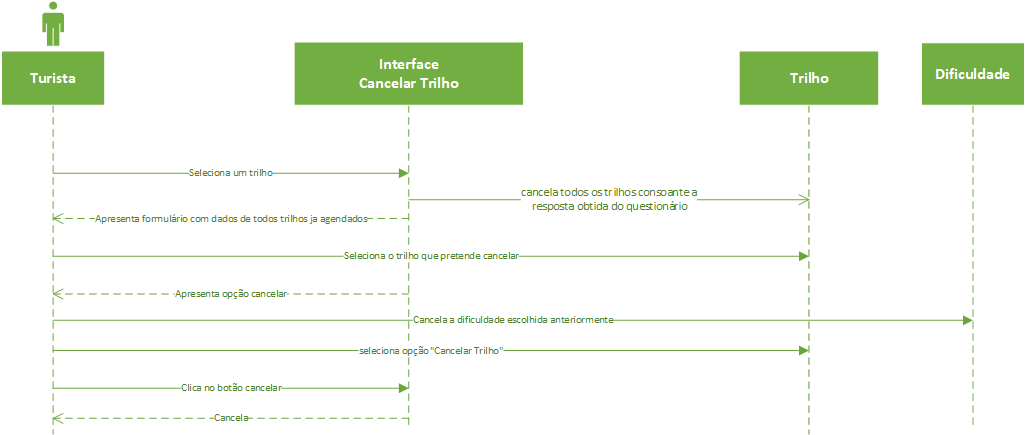 Turista
Interface
Cancelar Trilho
Trilho
Dificuldade
Seleciona um trilho
cancela todos os trilhos consoante a
resposta obtida do questionário
Apresenta formulário com dados de todos trilhos ja agendados
Seleciona o trilho que pretende cancelar
Apresenta opção cancelar
Cancela a dificuldade escolhida anteriormente
seleciona opção "Cancelar Trilho"
Clica no botão cancelar
Cancela